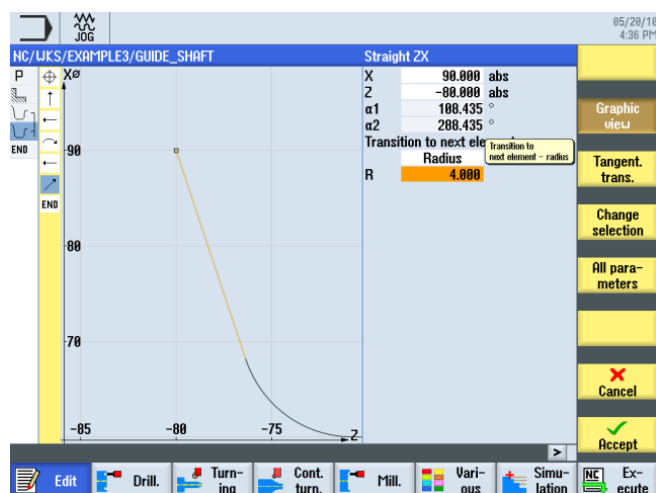 JOG
05/20/10
4:36 PM
NC/WKS/EXAMPLE3/GUIDE_SHAFT
Straight ZX
P
END
END
XØ
90
80
70
-85
-80
-75
Z
X 90.000 abs
Z -80.000 abs
α1 108.435 °
α2 288.435 °
Transition to next ele
Transition to
next element - radius
Radius
R 4.000
Graphic
view
Tangent.
trans.
Change
selection
All para-
meters
Cancel
Accept
>
Edit
Drill.
Turn-
ing
Cont.
turn.
Mill.
Vari-
ous
Simu-
lation
NC
Ex-
ecute